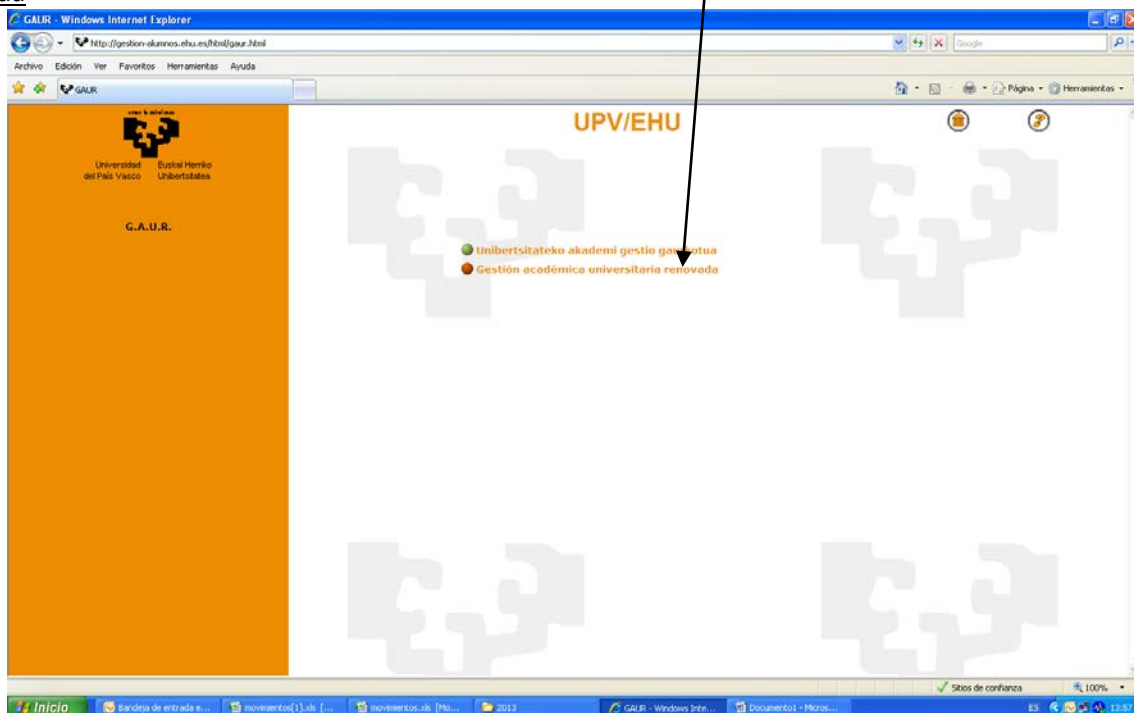 GAUR - Windows Internet Explorer
http://gestion-alumnos.ehu.es/html/gaur.html
Google
Archivo Edición Ver Favoritos Herramientas Ayuda
GAUR
Página Herramientas
UPV/EHU
Universidad del País Vasco
Euskal Herriko Unibertsitatea
G.A.U.R.
Unibertsitateko akademi gestio
Gestión académica universitaria renovada
Sitios de confianza 100%
Inicio
Bandeja de entrada e...
movimientos[1].xls [...
movimientos.xls [Mo...
2013
GAUR - Windows Inte...
Documento1 - Micros...
ES 13:57